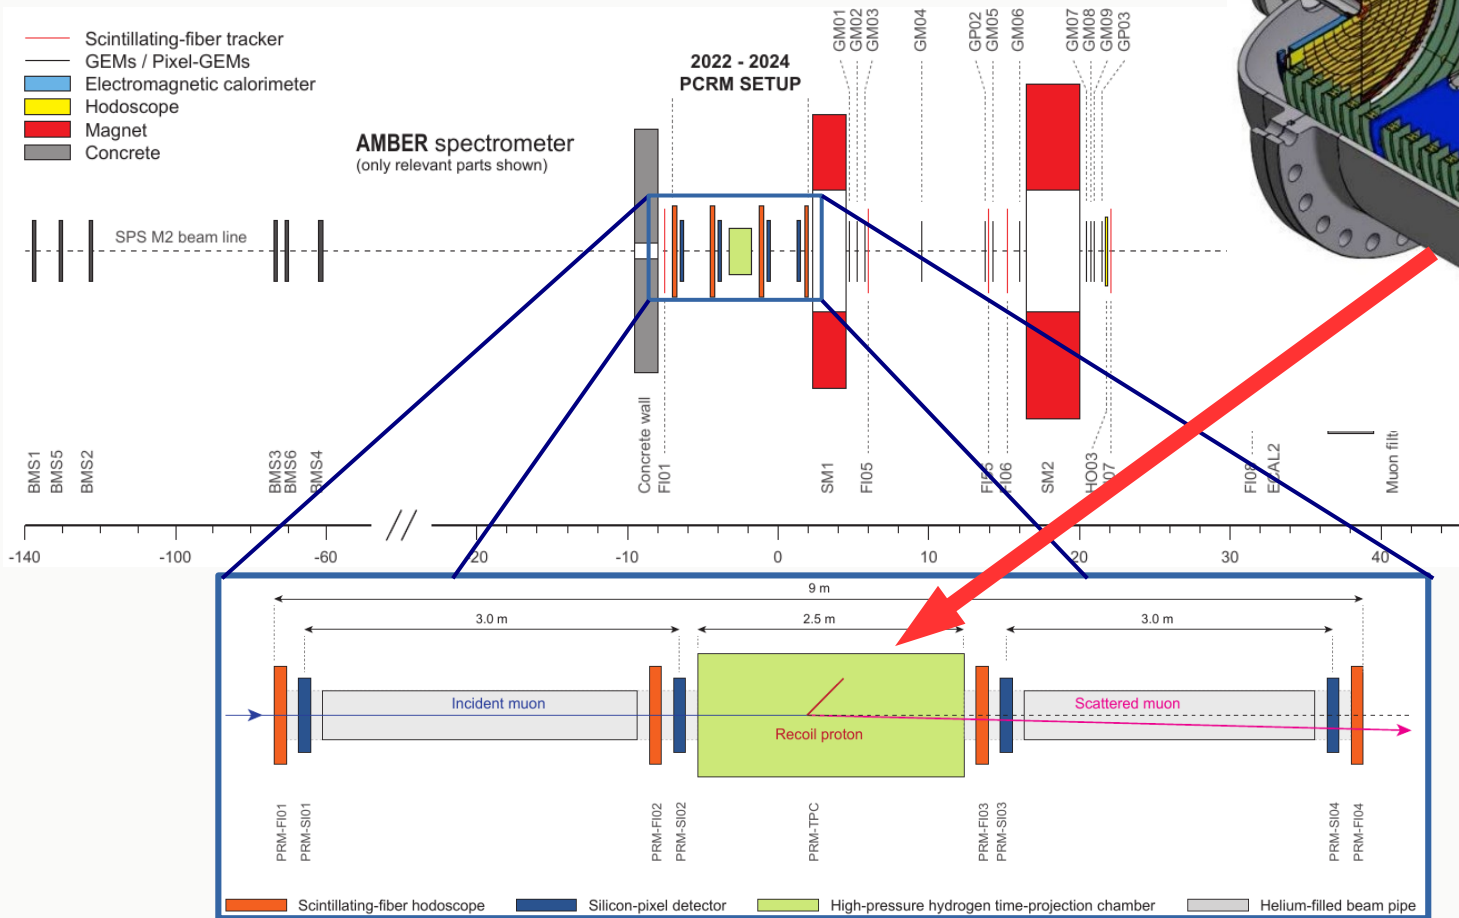 Scintillating-fiber tracker
GEMs / Pixel-GEMs
Electromagnetic calorimeter
Hodoscope
Magnet
Concrete
AMBER spectrometer
(only relevant parts shown)
2022 - 2024
PCRM SETUP
GM01
GM02
GM03
GM04
GP02
GM05
GM06
GM07
GM08
GM09
GP03
SPS M2 beam line
BMS1
BMS5
BMS2
BMS3
BMS6
BMS4
Concrete wall
FI01
SM1
FI05
FI55
FI06
SM2
HO03
FI08
ECAL2
-140
-100
-60
-10
0
10
20
30
40
9 m
3.0 m
2.5 m
3.0 m
Incident muon
Recoil proton
Scattered muon
PRM-FI01
PRM-SI01
PRM-FI02
PRM-SI02
PRM-TPC
PRM-FI03
PRM-SI03
PRM-SI04
PRM-FI04
Scintillating-fiber hodoscope
Silicon-pixel detector
High-pressure hydrogen time-projection chamber
Helium-filled beam pipe